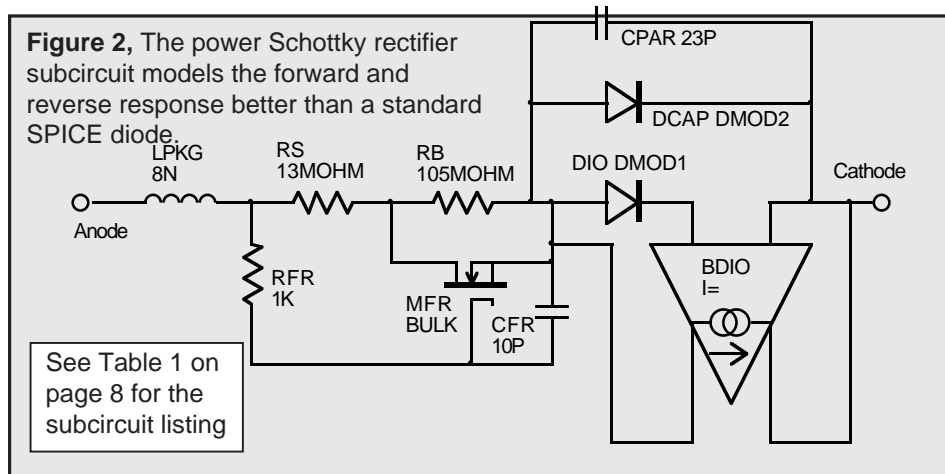 Figure 2, The power Schottky rectifier
subcircuit models the forward and
reverse response better than a standard
SPICE diode.
CPAR 23P
DCAP DMOD2
LPKG
8N
RS
13MOHM
RB
105MOHM
DIO DMOD1
Cathode
Anode
RFR
1K
MFR
BULK
CFR
10P
BDIO
I=
See Table 1 on
page 8 for the
subcircuit listing